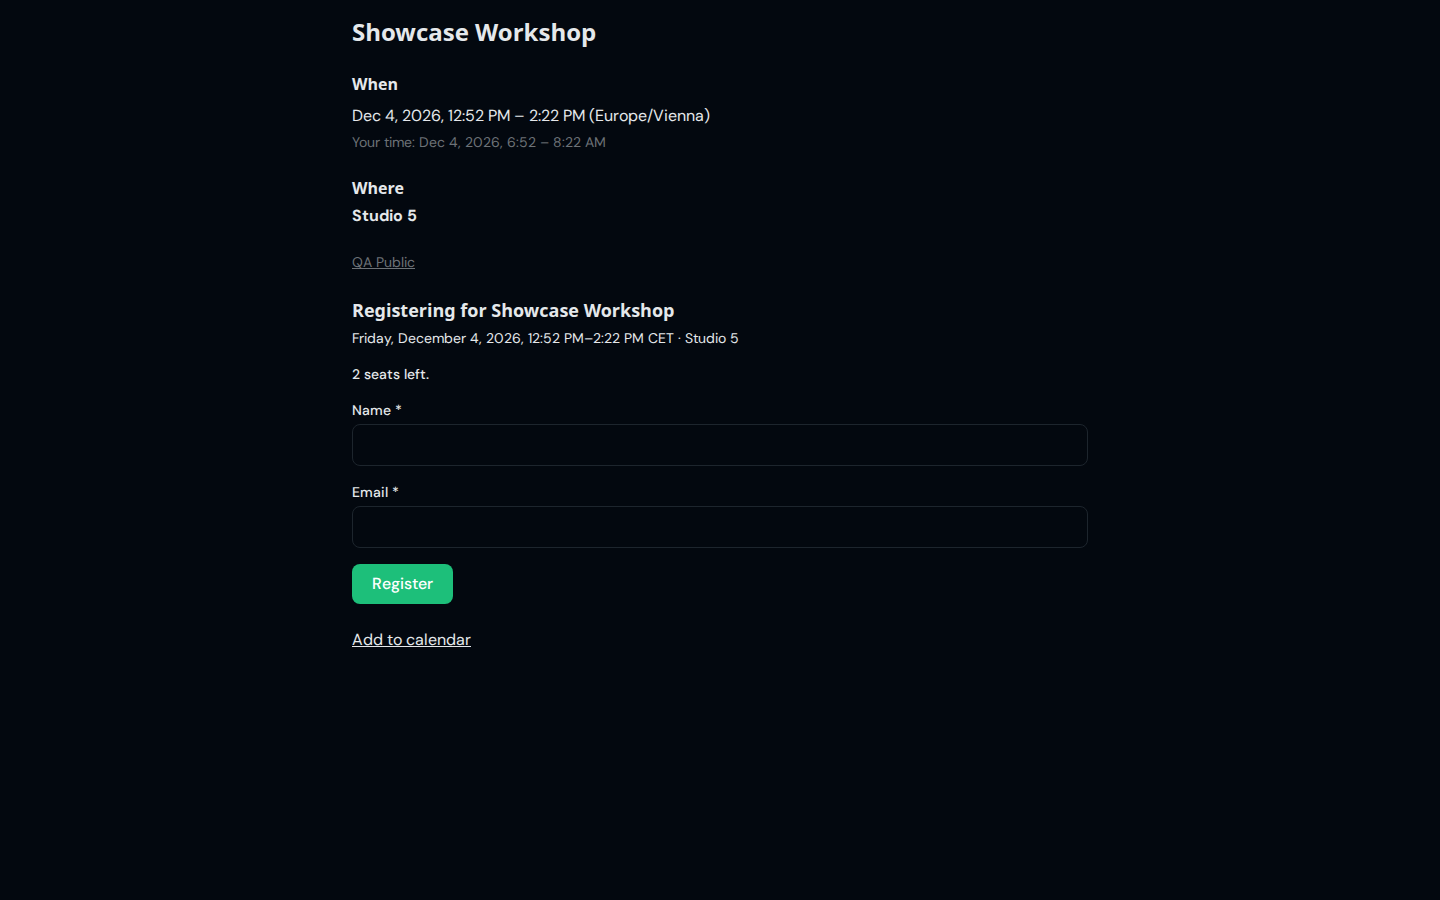 Showcase Workshop
When
Dec 4, 2026, 12:52 PM – 2:22 PM (Europe/Vienna)
Your time: Dec 4, 2026, 6:52 – 8:22 AM
Where
Studio 5
QA Public
Registering for Showcase Workshop
Friday, December 4, 2026, 12:52 PM–2:22 PM CET · Studio 5
2 seats left.
Name *
Email *
Register
Add to calendar